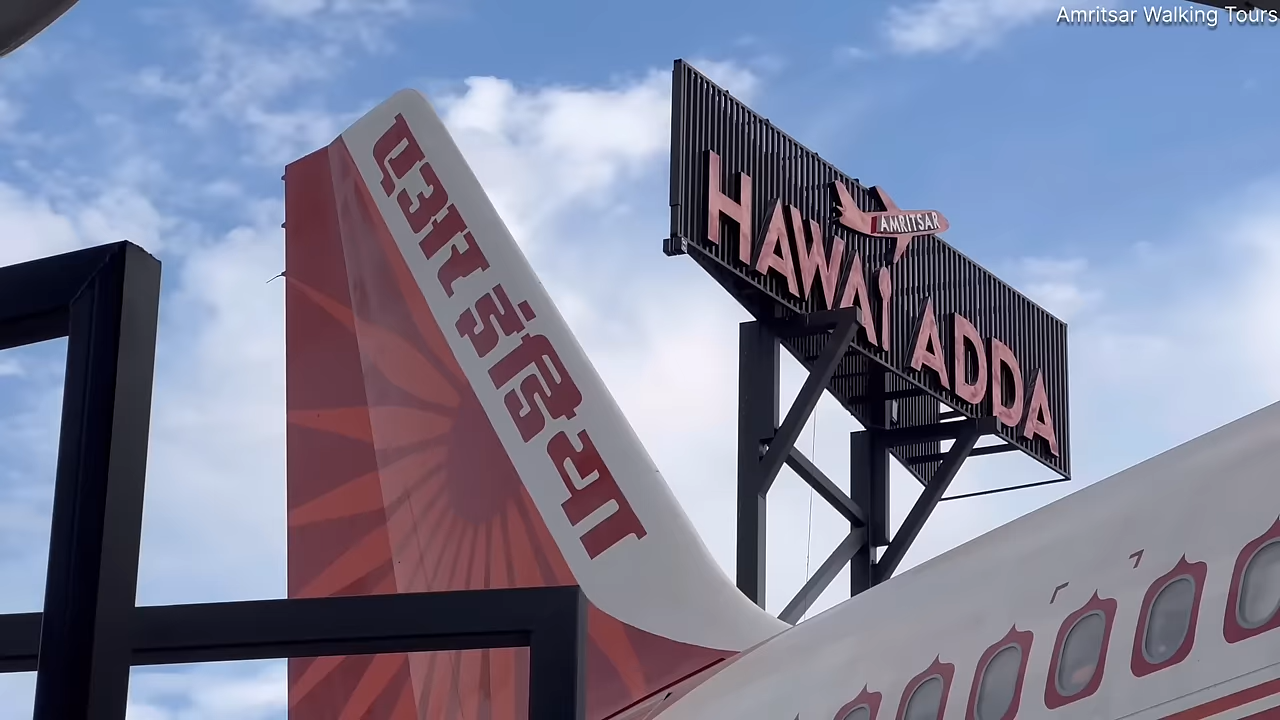 Amritsar Walking Tours
एअर इंडिया
AMRITSAR
HAWAI ADDA